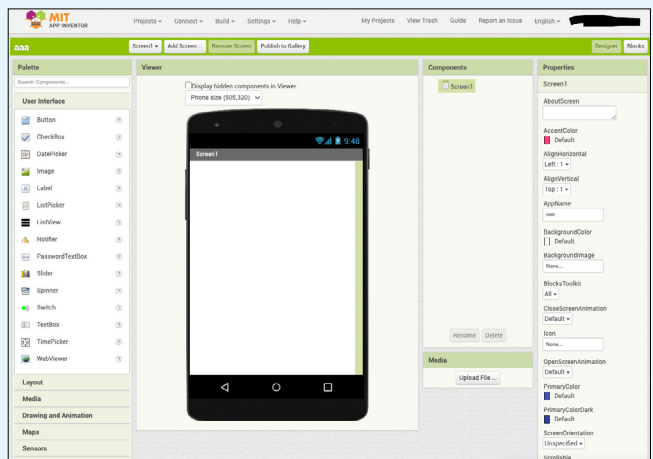 MIT
APP INVENTOR
Projects Connect Build Settings Help My Projects View Trash Guide Report an Issue English
aaa
Screen1 Add Screen ... Remove Screen Publish to Gallery Designer Blocks
Palette
Search Components...
User Interface
Button
CheckBox
DatePicker
Image
Label
ListPicker
ListView
Notifier
PasswordTextBox
Slider
Spinner
Switch
TextBox
TimePicker
WebViewer
Layout
Media
Drawing and Animation
Maps
Sensors
Viewer
Display hidden components in Viewer
Phone size (505,320)
9:48
Screen1
Components
Screen1
Rename Delete
Media
Upload File ...
Properties
Screen1
AboutScreen
AccentColor
Default
AlignHorizontal
Left : 1
AlignVertical
Top : 1
AppName
aaa
BackgroundColor
Default
BackgroundImage
None...
BlocksToolkit
All
CloseScreenAnimation
Default
Icon
None...
OpenScreenAnimation
Default
PrimaryColor
Default
PrimaryColorDark
Default
ScreenOrientation
Unspecified
Scrollable